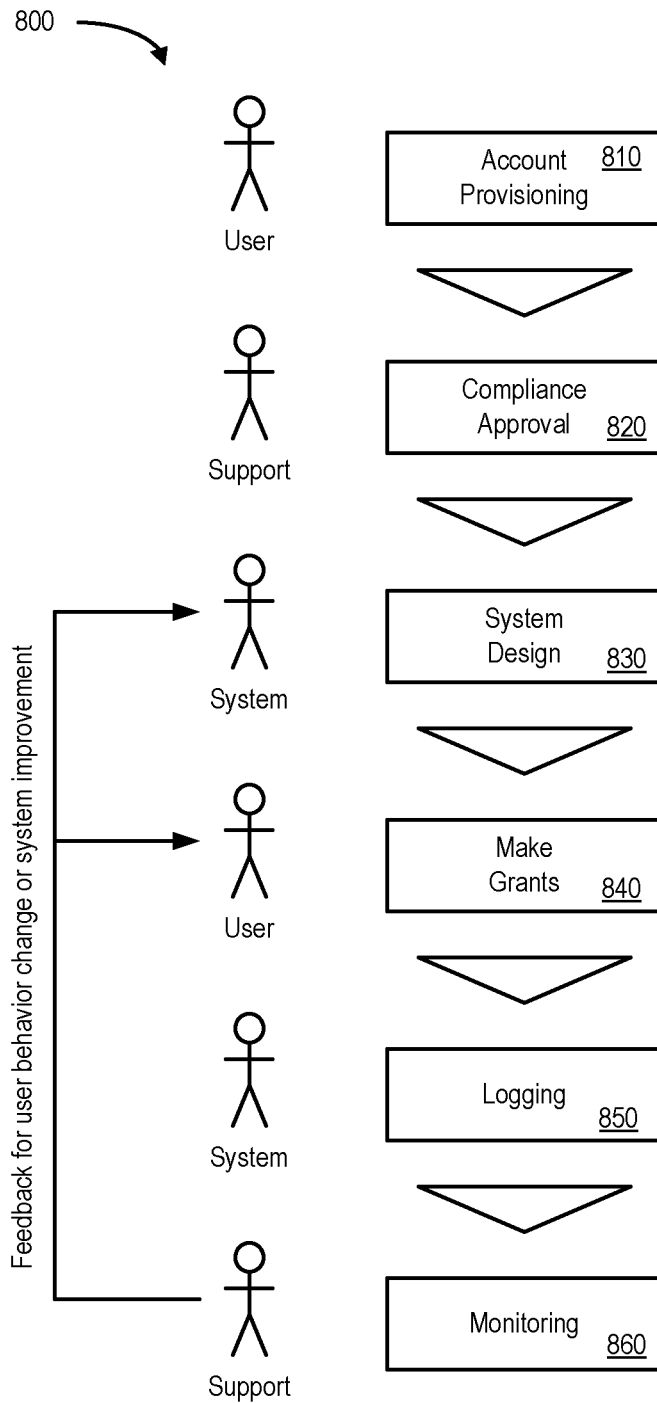 800
Account 810
Provisioning
User
Compliance
Approval 820
Support
System
Design 830
System
Make
Grants 840
User
Logging 850
System
Monitoring 860
Support
Feedback for user behavior change or system improvement